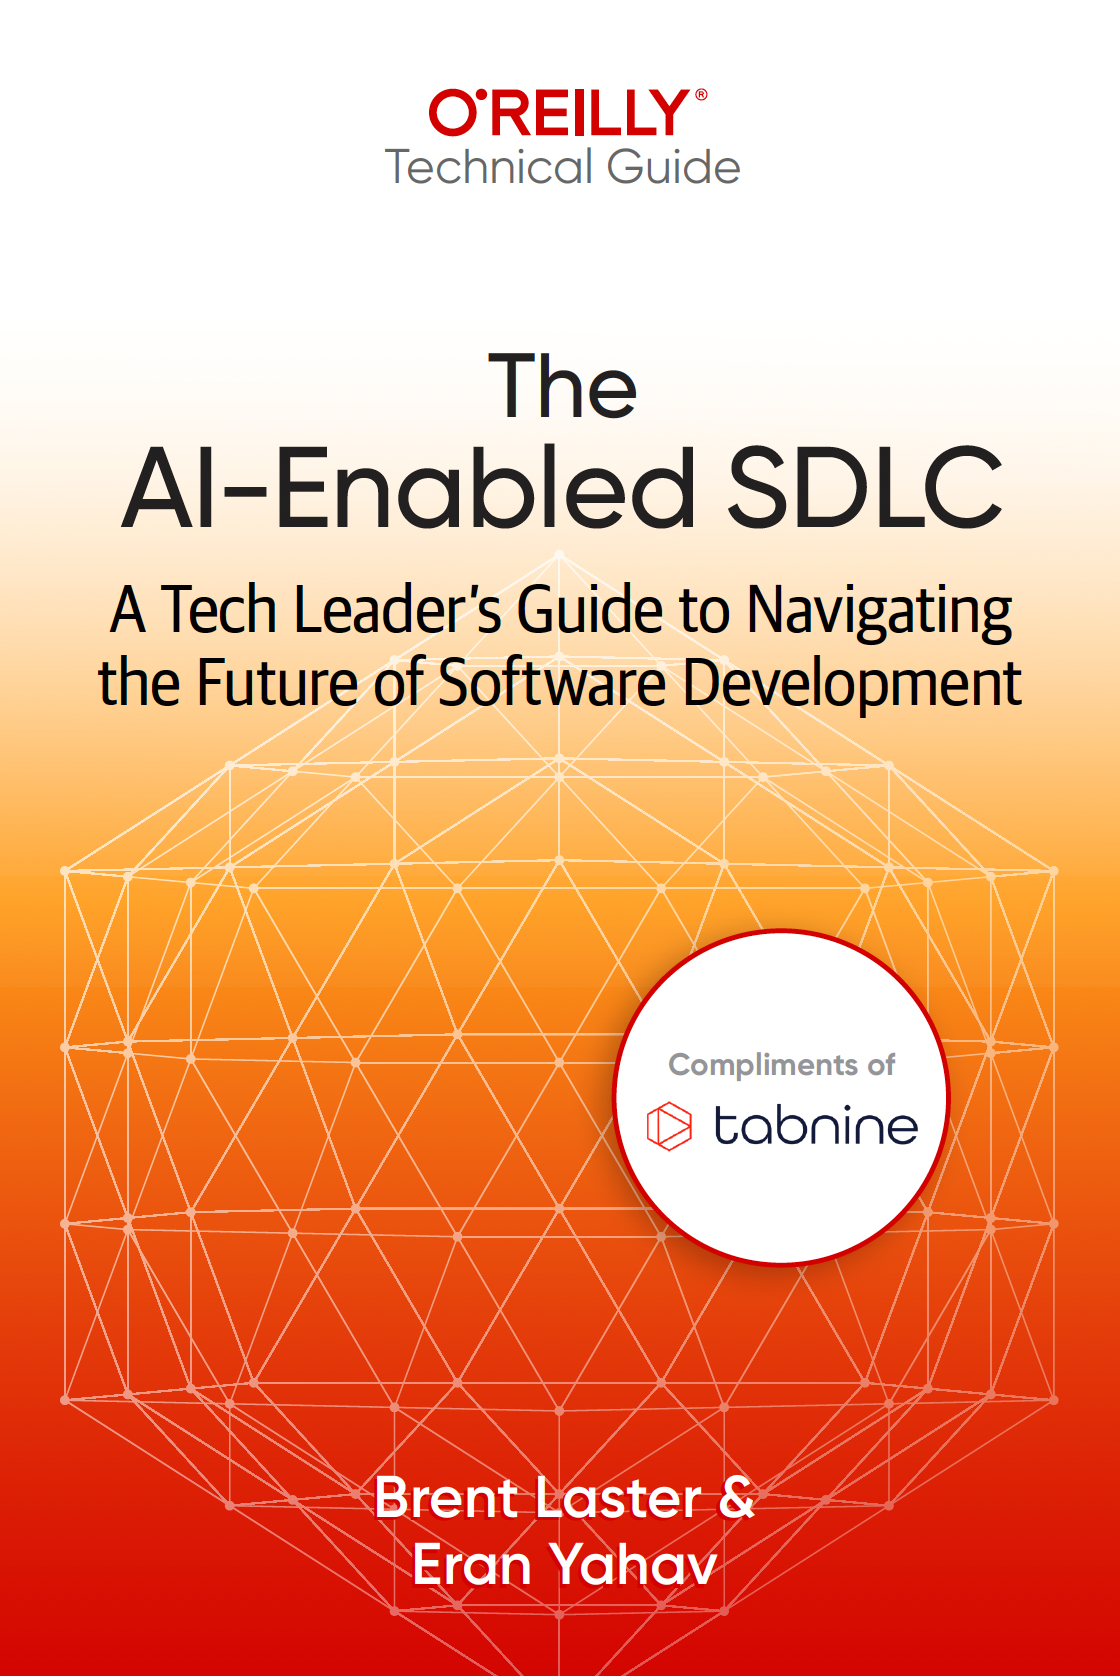 O'REILLY®
Technical Guide
The
AI-Enabled SDLC
A Tech Leader’s Guide to Navigating
the Future of Software Development
Compliments of
tabnine
Brent Laster &
Eran Yahav